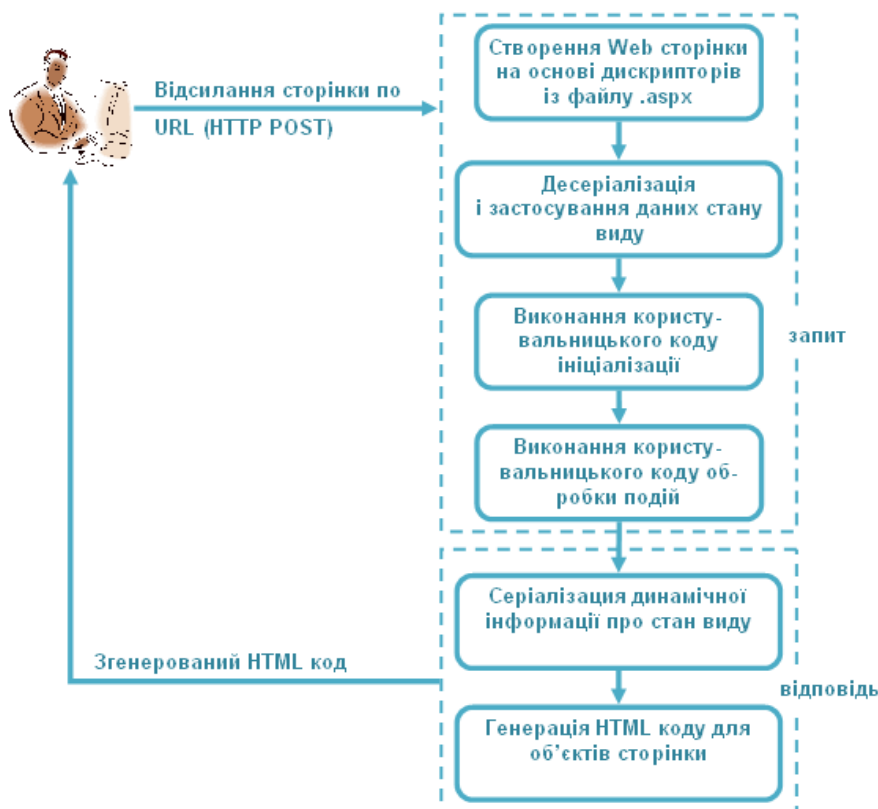 Створення Web сторінки
на основі дискрипторів
із файлу .aspx
Відсилання сторінки по
URL (HTTP POST)
Десеріалізація
і застосування даних стану
виду
Виконання користу-
вальницького коду
ініціалізації
запит
Виконання користу-
вальницького коду об-
робки подій
Серіалізация динамічної
інформації про стан виду
Згенерований HTML код
відповідь
Генерація HTML коду для
об'єктів сторінки